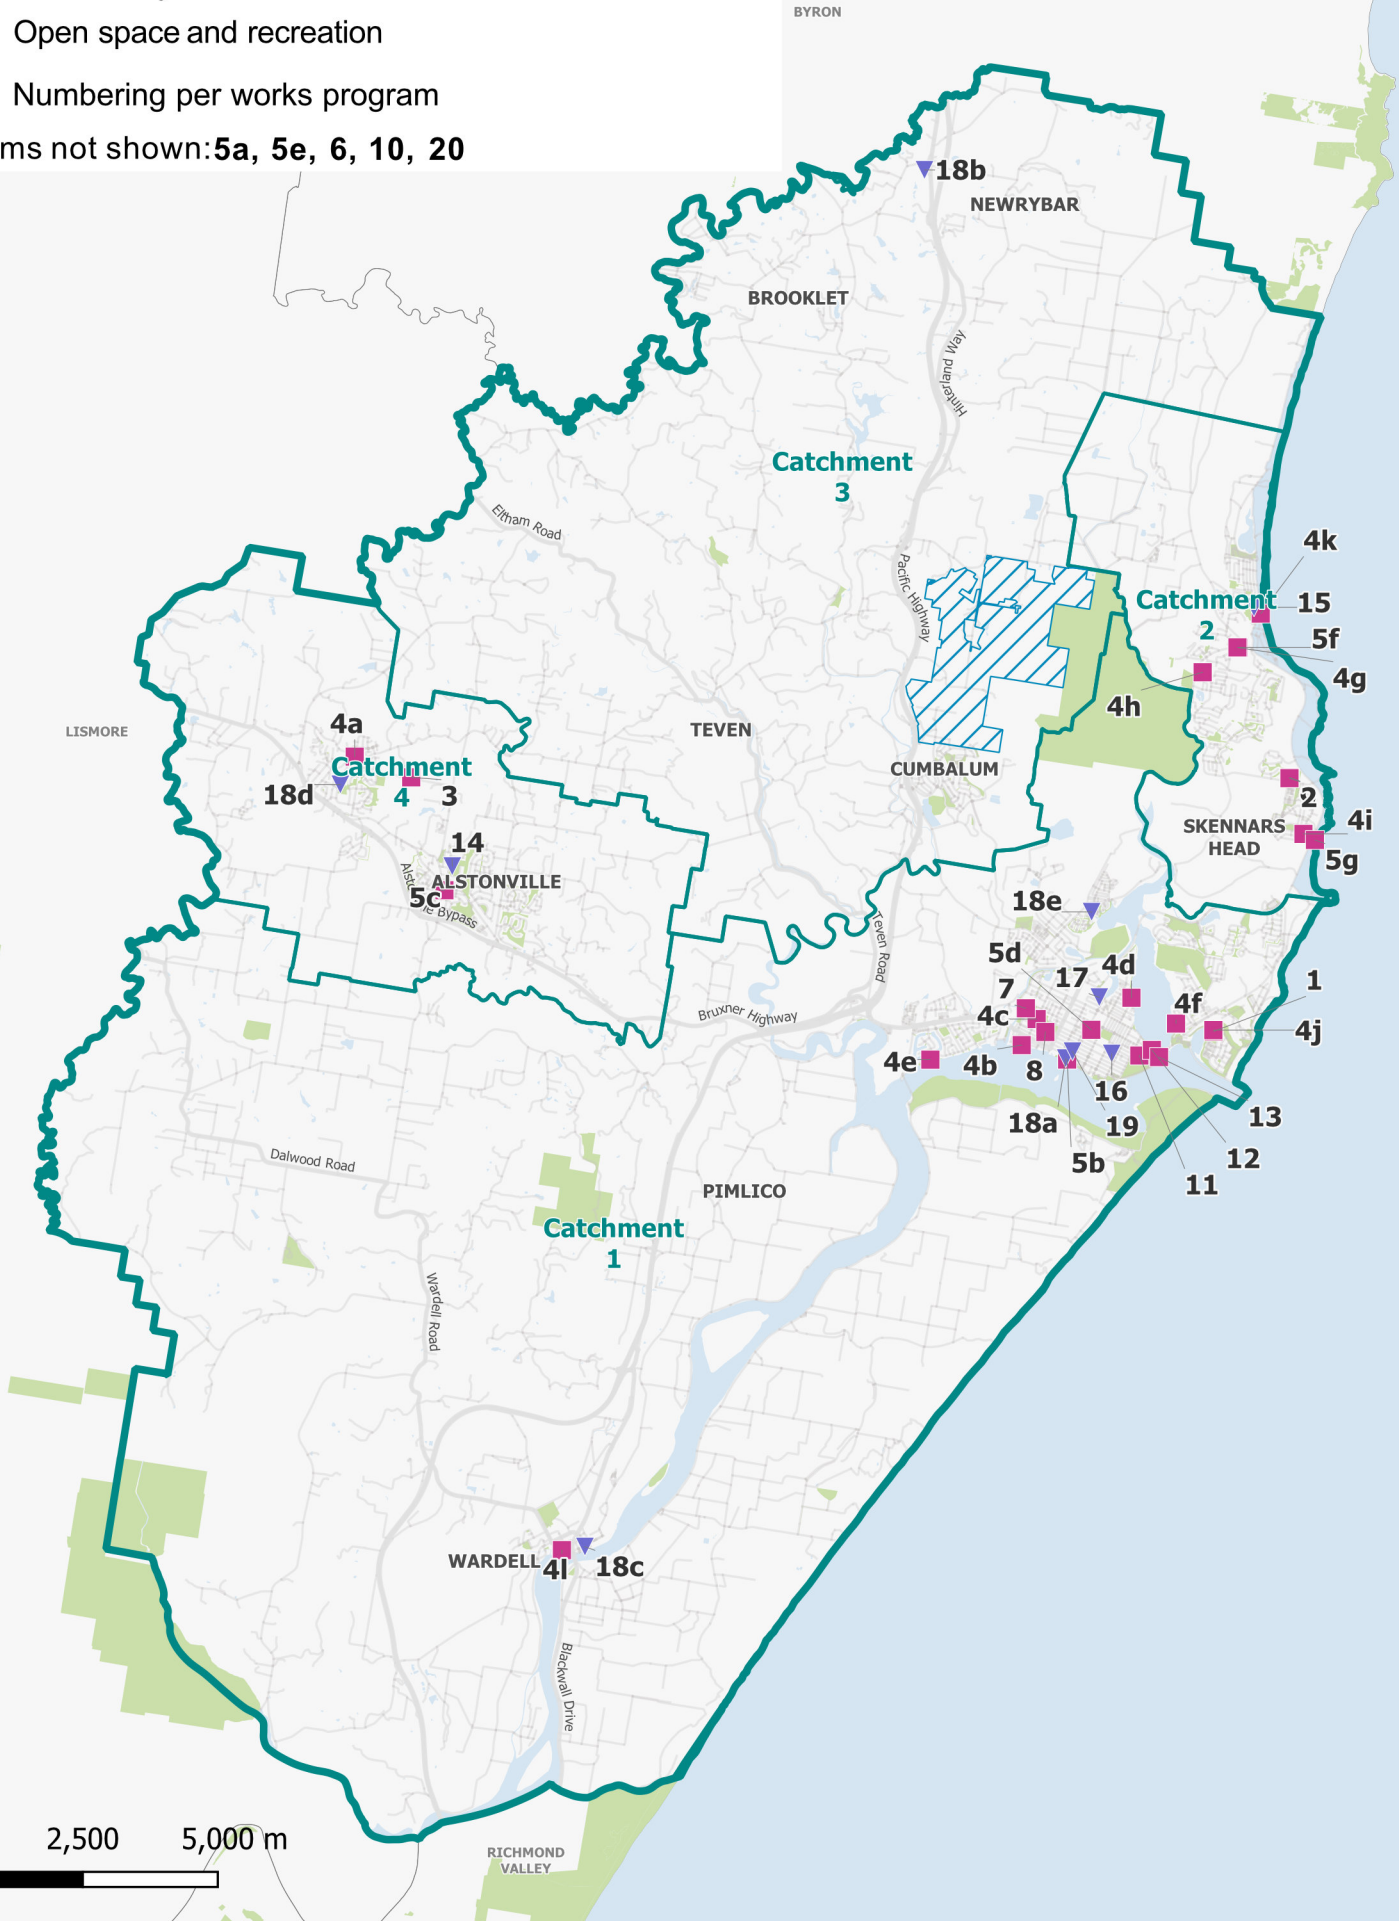 Open space and recreation
Numbering per works program
ms not shown:5a, 5e, 6, 10, 20
BYRON
18b
NEWRYBAR
BROOKLET
Hinterland Way
Catchment
3
Eltham Road
Pacific Highway
4k
Catchment
2
15
5f
4g
4h
LISMORE
4a
TEVEN
Catchment
4
18d
3
CUMBALUM
2
SKENNARS
HEAD
4i
5g
14
ALSTONVILLE
5c
le Bypass
18e
Teven Road
5d
17
4d
7
4c
4f
1
4j
Bruxner Highway
4e
4b
8
16
18a
19
13
5b
12
11
Dalwood Road
PIMLICO
Catchment
1
Wardell Road
WARDELL
4l
18c
Blackwall Drive
2,500
5,000 m
RICHMOND
VALLEY